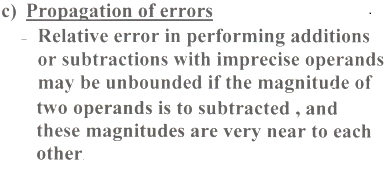 c) Propagation of errors
- Relative error in performing additions
or subtractions with imprecise operands
may be unbounded if the magnitude of
two operands is to subtracted , and
these magnitudes are very near to each
other